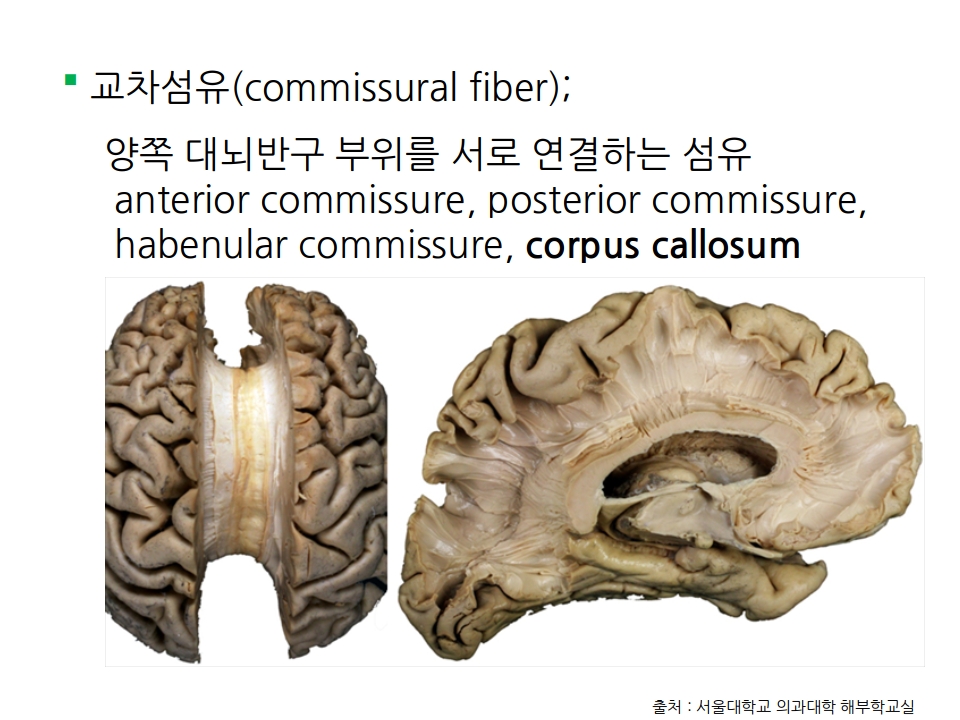 교차섬유(commissural fiber);
양쪽 대뇌반구 부위를 서로 연결하는 섬유
anterior commissure, posterior commissure,
habenular commissure, corpus callosum
출처 : 서울대학교 의과대학 해부학교실